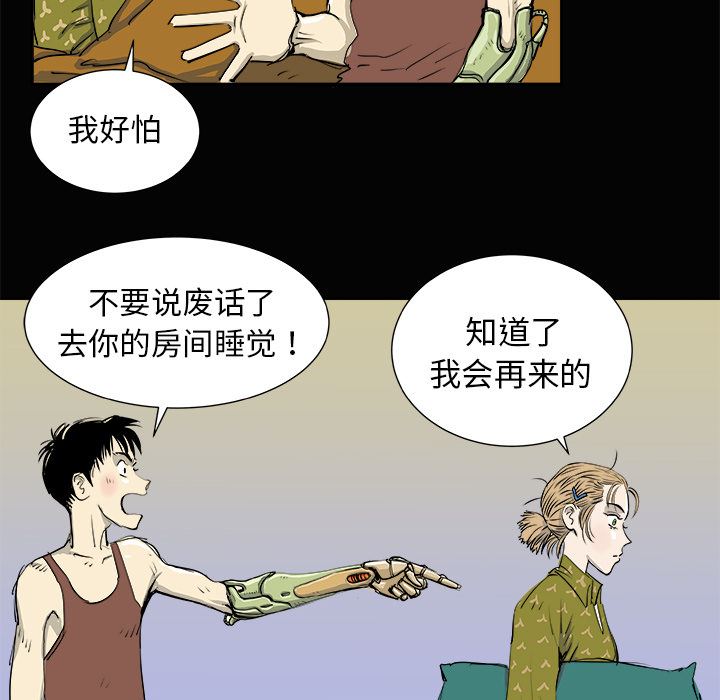 我好怕
不要说废话了
去你的房间睡觉！
知道了
我会再来的